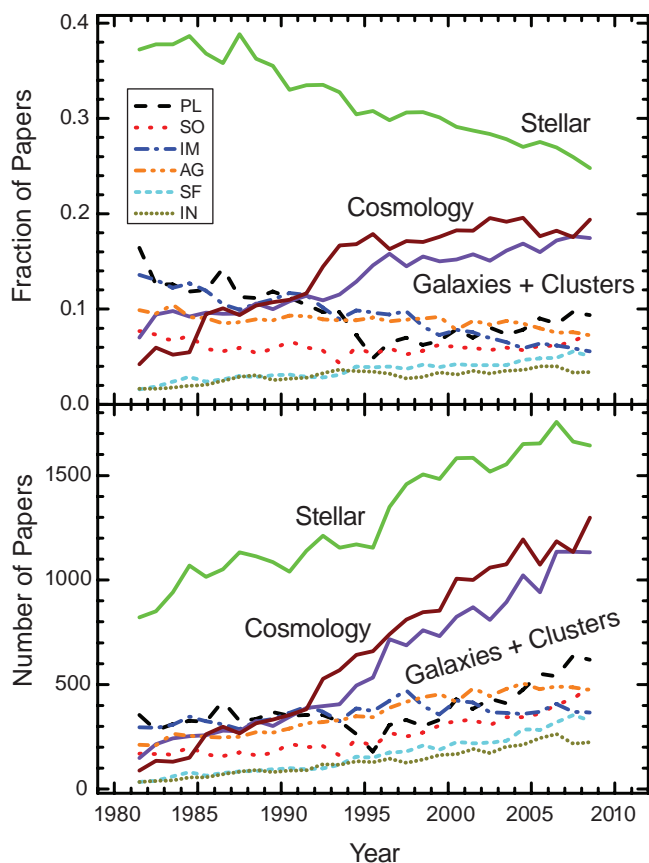 0.4
0.3
0.2
0.1
0.0
Fraction of Papers
PL
SO
IM
AG
SF
IN
Stellar
Cosmology
Galaxies + Clusters
1500
1000
500
0
Number of Papers
Stellar
Cosmology
Galaxies + Clusters
1980 1985 1990 1995 2000 2005 2010
Year